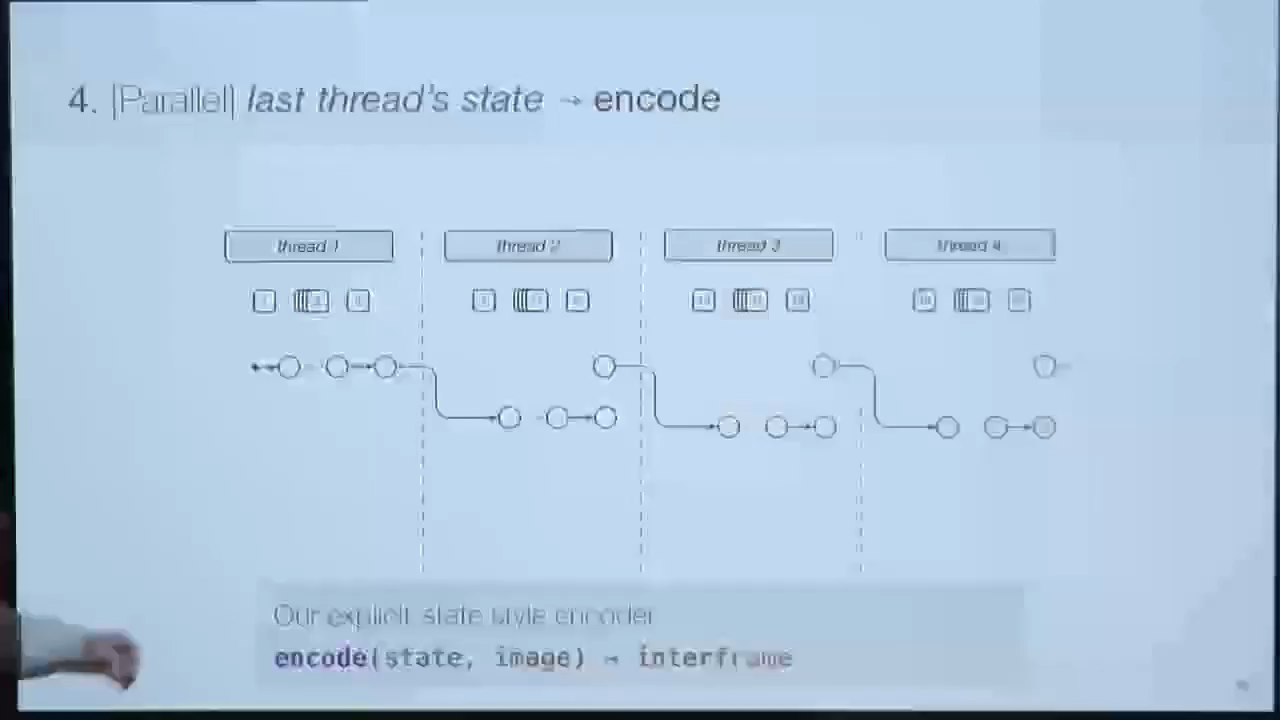 4. [Parallel] last thread's state → encode
thread 1
thread 2
thread 3
thread 4
Our explicit state style encoder
encode(state, image) → interframe